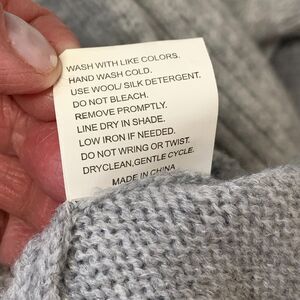 WASH WITH LIKE COLORS.
HAND WASH COLD.
USE WOOL/ SILK DETERGENT.
DO NOT BLEACH.
REMOVE PROMPTLY.
LINE DRY IN SHADE.
LOW IRON IF NEEDED.
DO NOT WRING OR TWIST.
DRYCLEAN,GENTLE CYCLE.
MADE IN CHINA